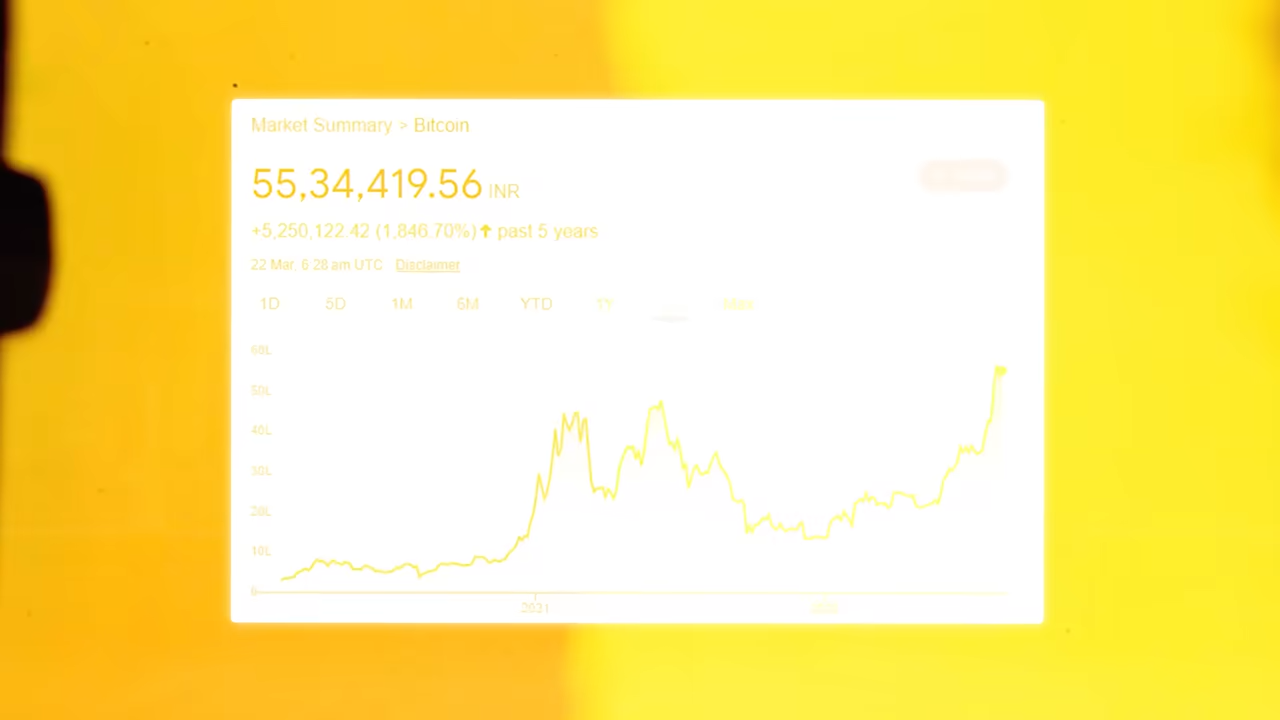 Market Summary > Bitcoin
55,34,419.56 INR
+5,250,122.42 (1,846.70%) ↑ past 5 years
22 Mar, 6:28 am UTC Disclaimer
1D 5D 1M 6M YTD 1Y Max
60L
50L
40L
30L
20L
10L
0
2021